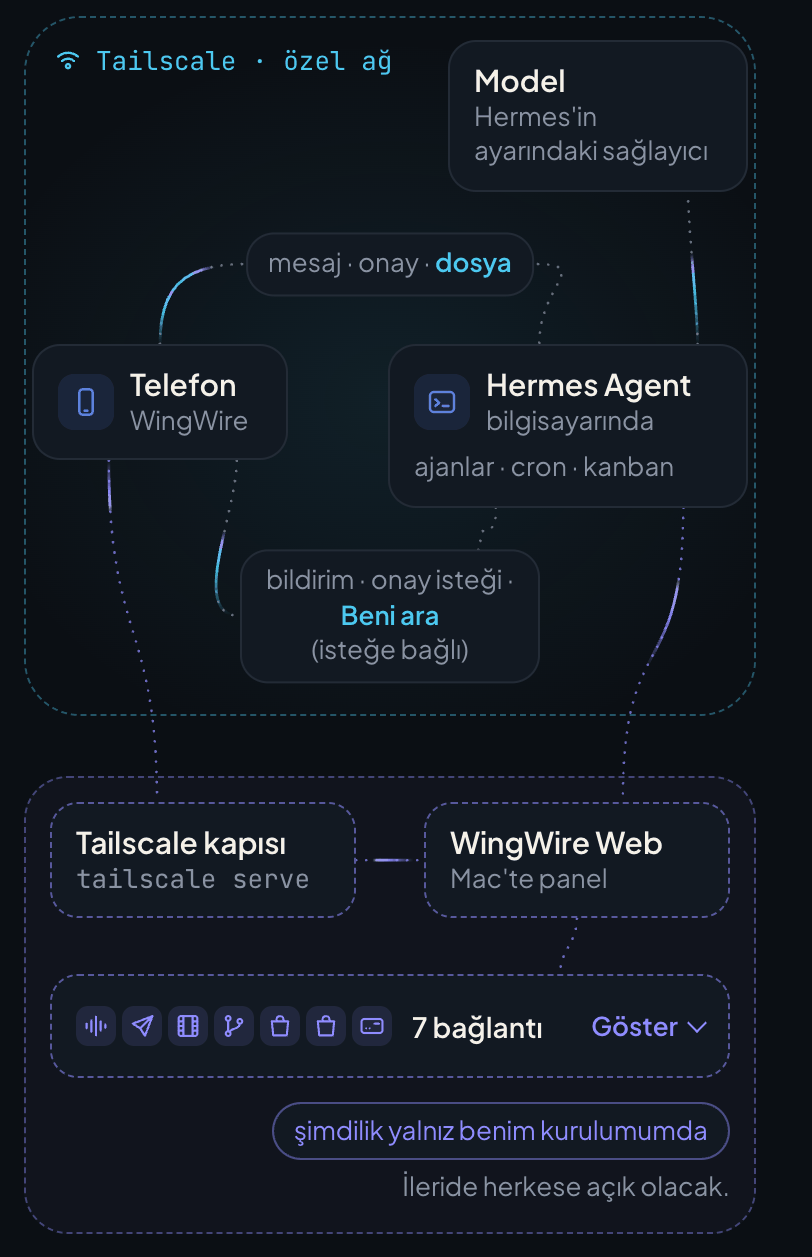 Tailscale · özel ağ
Model
Hermes'in
ayarındaki sağlayıcı
mesaj · onay · dosya
Telefon
WingWire
Hermes Agent
bilgisayarında
ajanlar · cron · kanban
bildirim · onay isteği ·
Beni ara
(isteğe bağlı)
Tailscale kapısı
tailscale serve
WingWire Web
Mac'te panel
7 bağlantı
Göster
şimdilik yalnız benim kurulumumda
İleride herkese açık olacak.